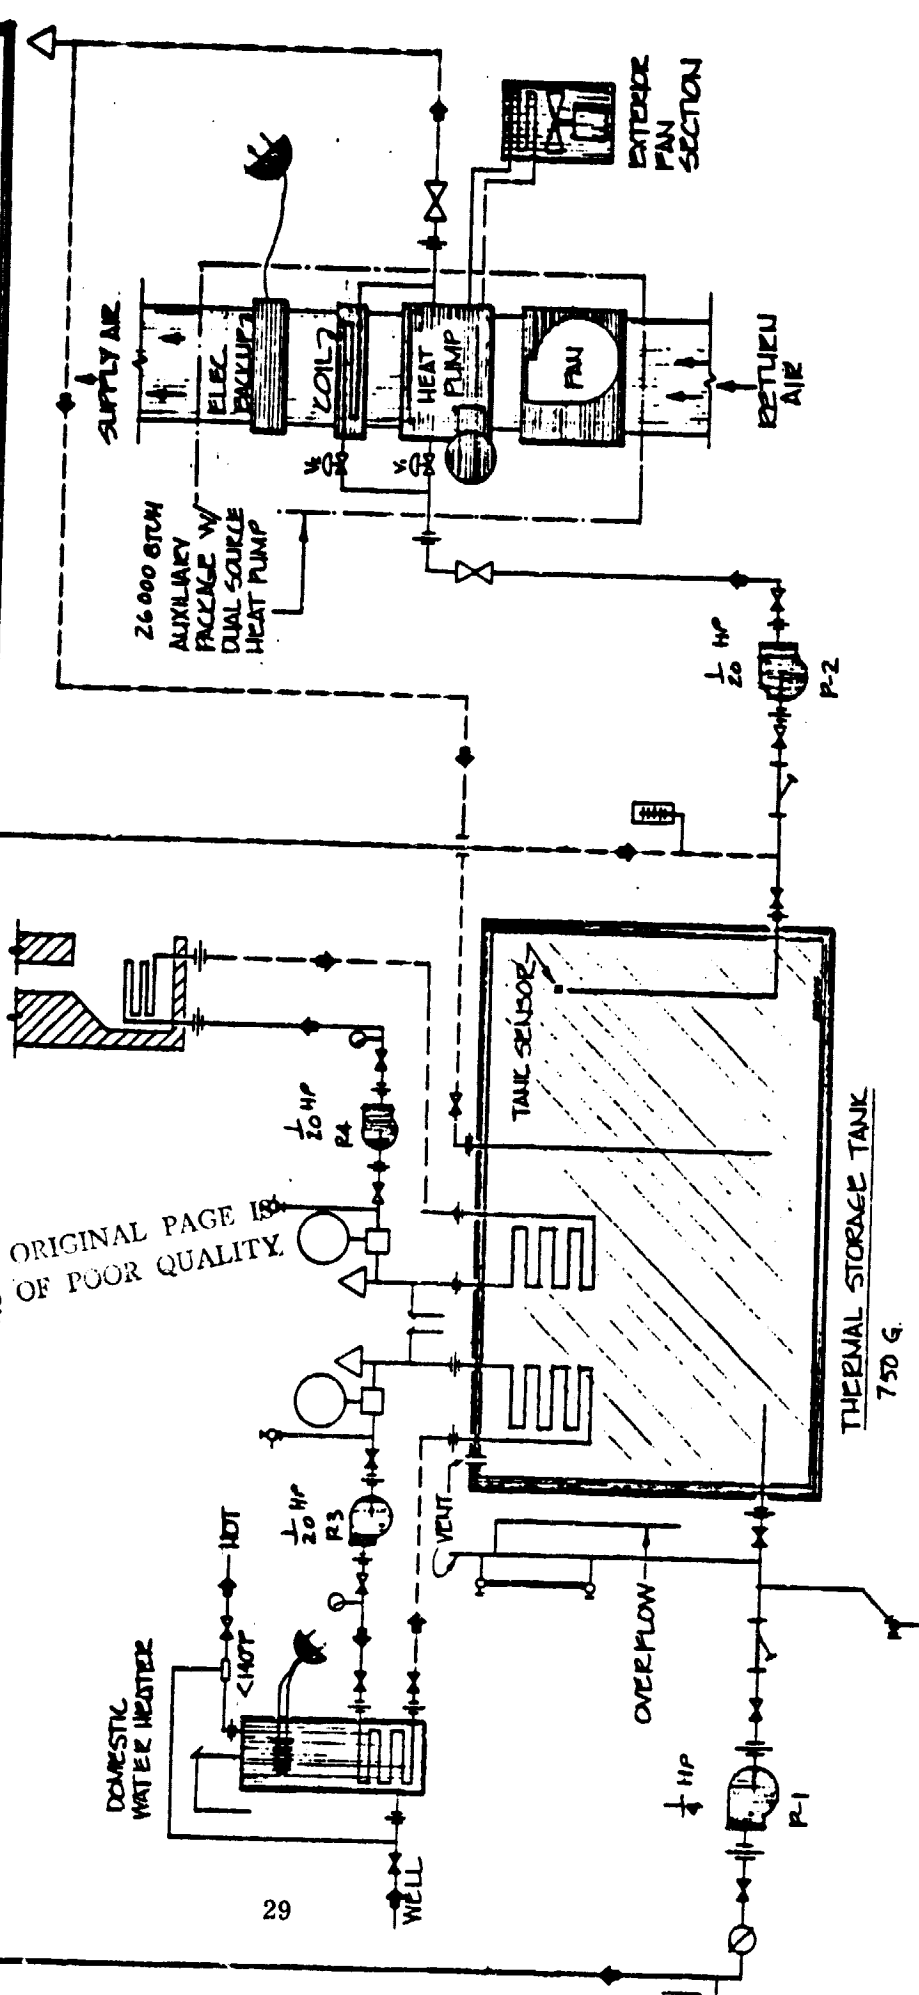 EXTERIOR
FAN
SECTION
SUPPLY AIR
ELEC
BACKUP
COIL
HEAT
PUMP
FAN
RETURN
AIR
V2
V1
26000 BTUH
AUXILIARY
PACKAGE W/
DUAL SOURCE
HEAT PUMP
1/20 HP
P-2
TANK SENSOR
1/20 HP
P4
ORIGINAL PAGE IS
OF POOR QUALITY
THERMAL STORAGE TANK
750 G.
1/20 HP
P3
VENT
OVERFLOW
HOT
<HOT
DOMESTIC
WATER HEATER
WELL
1/4 HP
P-1
29